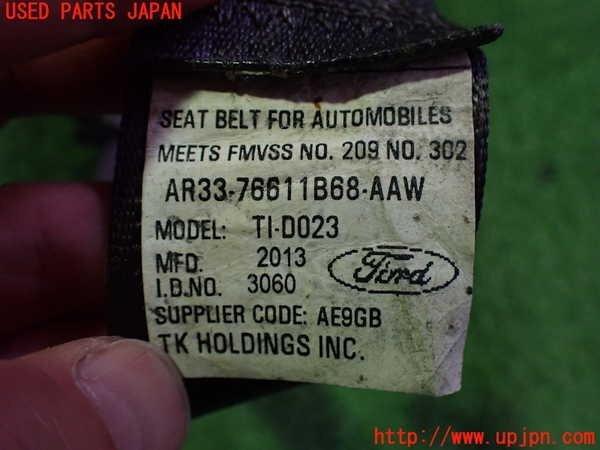 USED PARTS JAPAN
SEAT BELT FOR AUTOMOBILES
MEETS FMVSS NO. 209 NO. 302
AR33-76611B68-AAW
MODEL: TI-D023
MFD. 2013
I.D.NO. 3060
Ford
SUPPLIER CODE: AE9GB
TK HOLDINGS INC.
UPJ
http://www.upjpn.com/